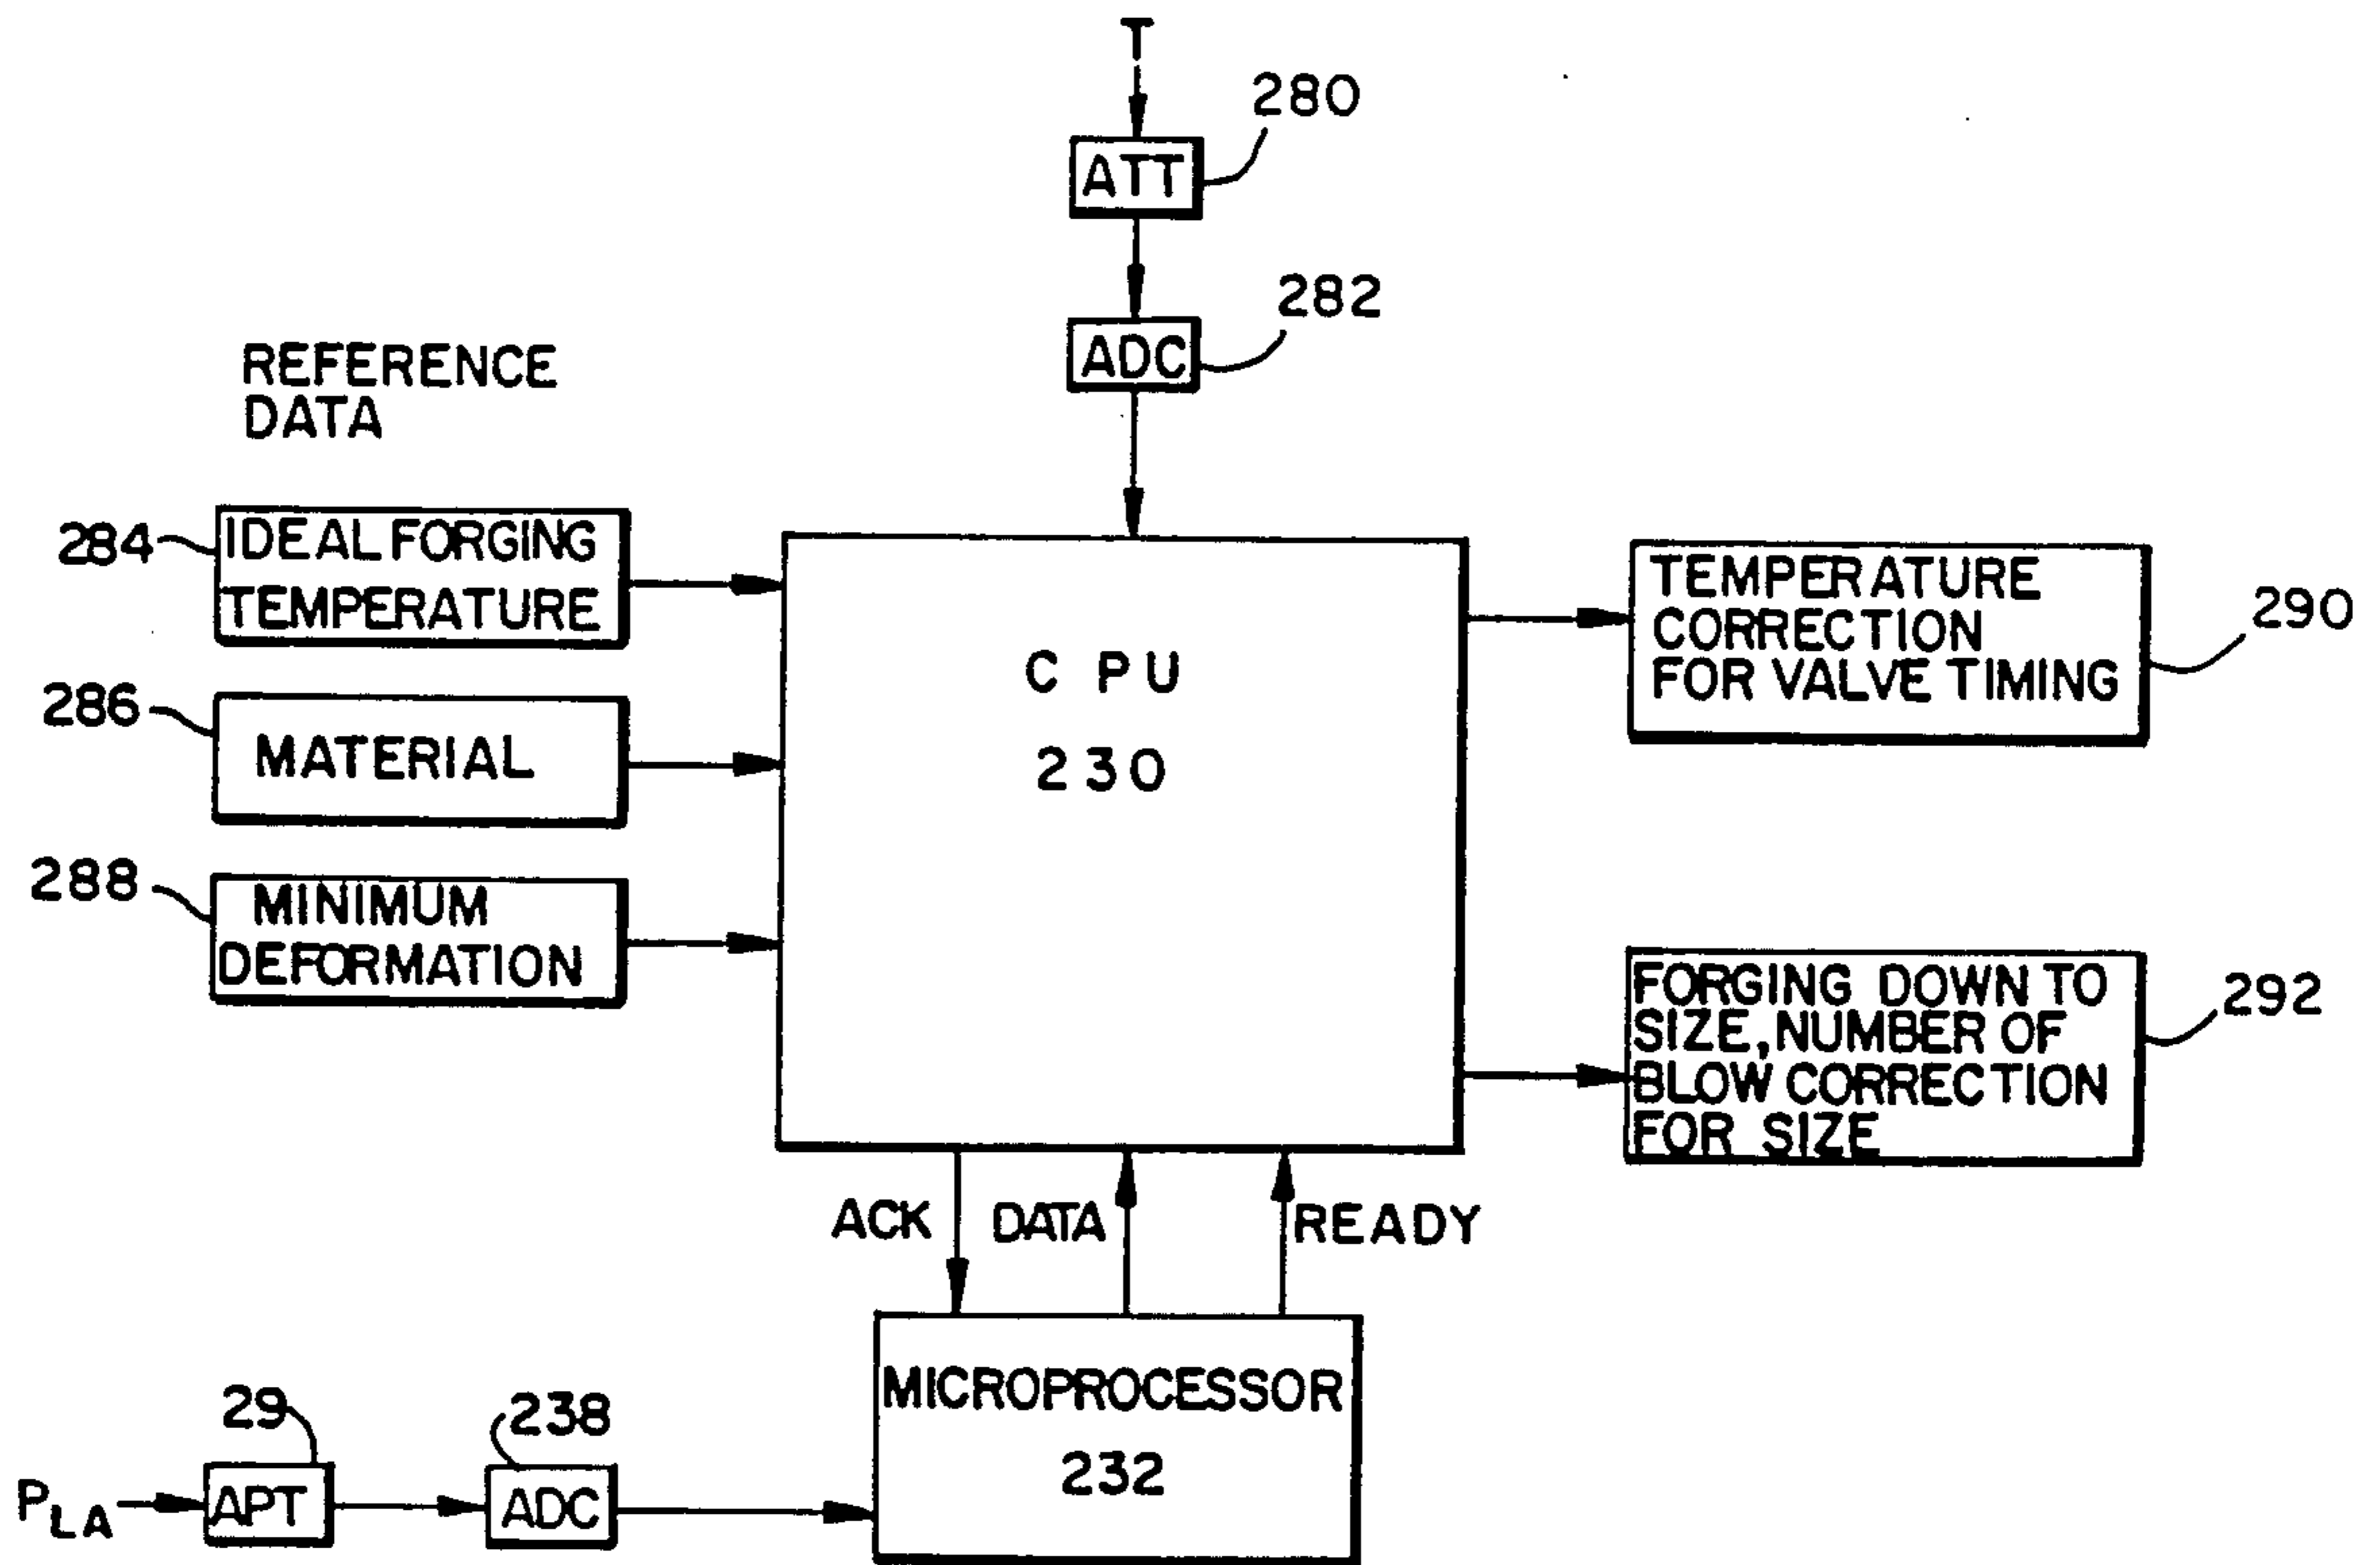 T
280
ATT
282
ADC
REFERENCE
DATA
284
IDEAL FORGING
TEMPERATURE
286
MATERIAL
288
MINIMUM
DEFORMATION
CPU
230
TEMPERATURE
CORRECTION
FOR VALVE TIMING
290
FORGING DOWN TO
SIZE, NUMBER OF
BLOW CORRECTION
FOR SIZE
292
ACK
DATA
READY
MICROPROCESSOR
232
29
238
PLA
APT
ADC